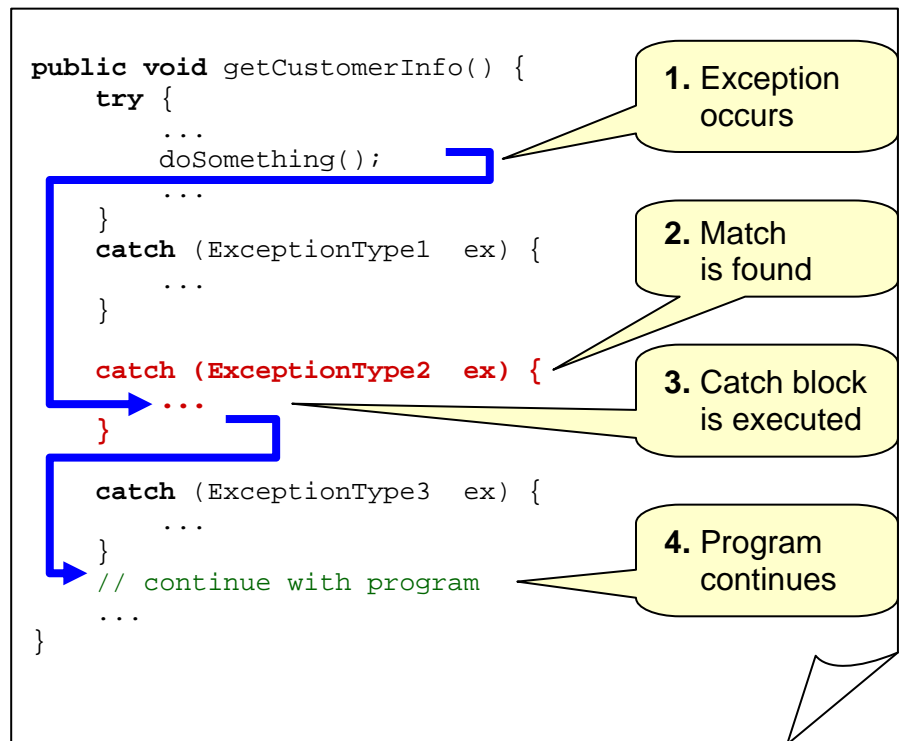 public void getCustomerInfo() {
try {
...
doSomething();
...
}
catch (ExceptionType1 ex) {
...
}
catch (ExceptionType2 ex) {
...
}
catch (ExceptionType3 ex) {
...
}
// continue with program
...
}
1. Exception
occurs
2. Match
is found
3. Catch block
is executed
4. Program
continues